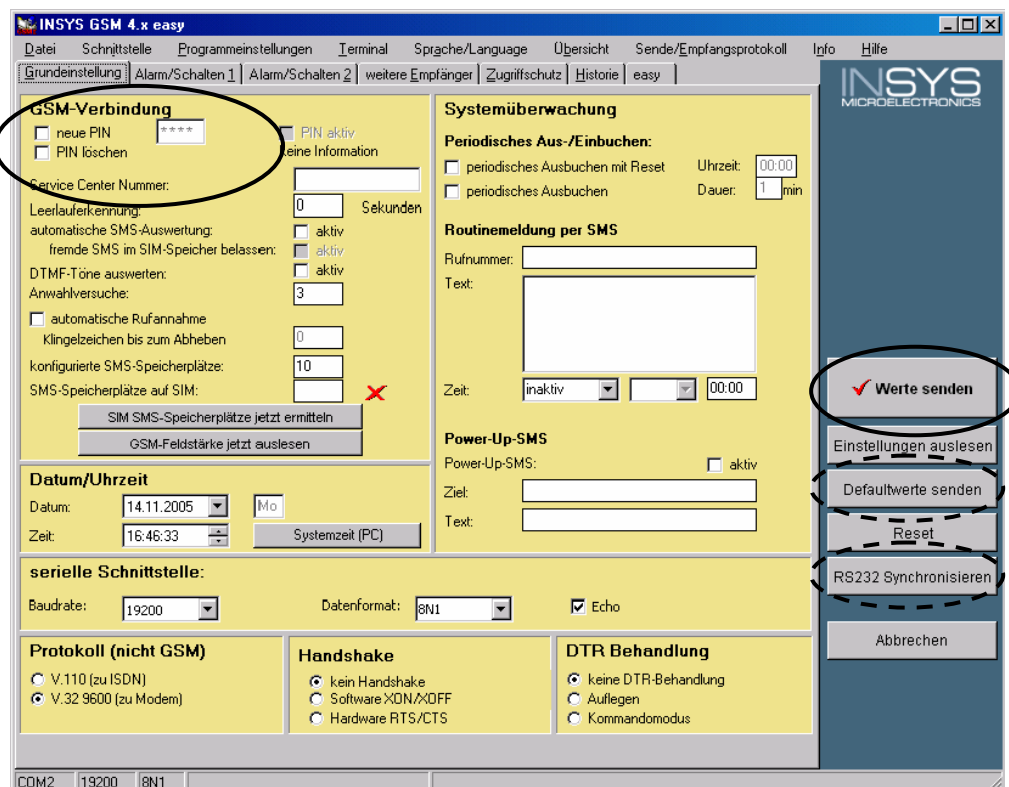 INSYS GSM 4.x easy
Datei Schnittstelle Programmeinstellungen Terminal Sprache/Language Übersicht Sende/Empfangsprotokoll Info Hilfe
Grundeinstellung Alarm/Schalten 1 Alarm/Schalten 2 weitere Empfänger Zugriffschutz Historie easy
INSYS
MICROELECTRONICS
GSM-Verbindung
neue PIN **** PIN aktiv
PIN löschen keine Information
Service Center Nummer:
Leerlauferkennung: 0 Sekunden
automatische SMS-Auswertung: aktiv
fremde SMS im SIM-Speicher belassen: aktiv
DTMF-Töne auswerten: aktiv
Anwahlversuche: 3
automatische Rufannahme
Klingelzeichen bis zum Abheben 0
konfigurierte SMS-Speicherplätze: 10
SMS-Speicherplätze auf SIM:
SIM SMS-Speicherplätze jetzt ermitteln
GSM-Feldstärke jetzt auslesen
Systemüberwachung
Periodisches Aus-/Einbuchen:
periodisches Ausbuchen mit Reset Uhrzeit: 00:00
periodisches Ausbuchen Dauer: 1 min
Routinemeldung per SMS
Rufnummer:
Text:
Zeit: inaktiv 00:00
Power-Up-SMS
Power-Up-SMS: aktiv
Ziel:
Text:
Datum/Uhrzeit
Datum: 14.11.2005 Mo
Zeit: 16:46:33 Systemzeit (PC)
serielle Schnittstelle:
Baudrate: 19200 Datenformat: 8N1 Echo
Protokoll (nicht GSM)
V.110 (zu ISDN)
V.32 9600 (zu Modem)
Handshake
kein Handshake
Software XON/XOFF
Hardware RTS/CTS
DTR Behandlung
keine DTR-Behandlung
Auflegen
Kommandomodus
Werte senden
Einstellungen auslesen
Defaultwerte senden
Reset
RS232 Synchronisieren
Abbrechen
COM2 19200 8N1